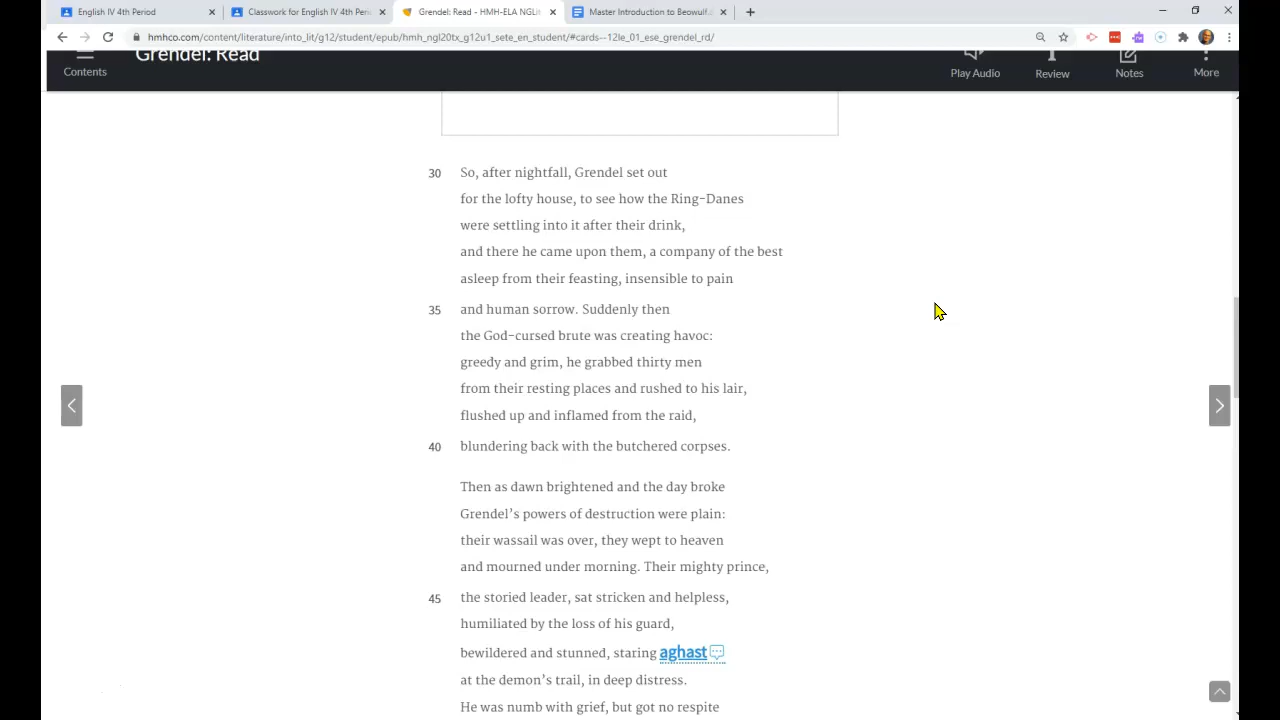 English IV 4th Period
Classwork for English IV 4th Peri
Grendel: Read - HMH-ELA NGLin
Master Introduction to Beowulf.
hmhco.com/content/literature/into_lit/g12/student/epub/hmh_ngl20tx_g12u1_sete_en_student/#cards--12le_01_ese_grendel_rd/
Grendel: Read
Contents
Play Audio
Review
Notes
More
30 So, after nightfall, Grendel set out
for the lofty house, to see how the Ring-Danes
were settling into it after their drink,
and there he came upon them, a company of the best
asleep from their feasting, insensible to pain
35 and human sorrow. Suddenly then
the God-cursed brute was creating havoc:
greedy and grim, he grabbed thirty men
from their resting places and rushed to his lair,
flushed up and inflamed from the raid,
40 blundering back with the butchered corpses.
Then as dawn brightened and the day broke
Grendel’s powers of destruction were plain:
their wassail was over, they wept to heaven
and mourned under morning. Their mighty prince,
45 the storied leader, sat stricken and helpless,
humiliated by the loss of his guard,
bewildered and stunned, staring aghast
at the demon’s trail, in deep distress.
He was numb with grief, but got no respite